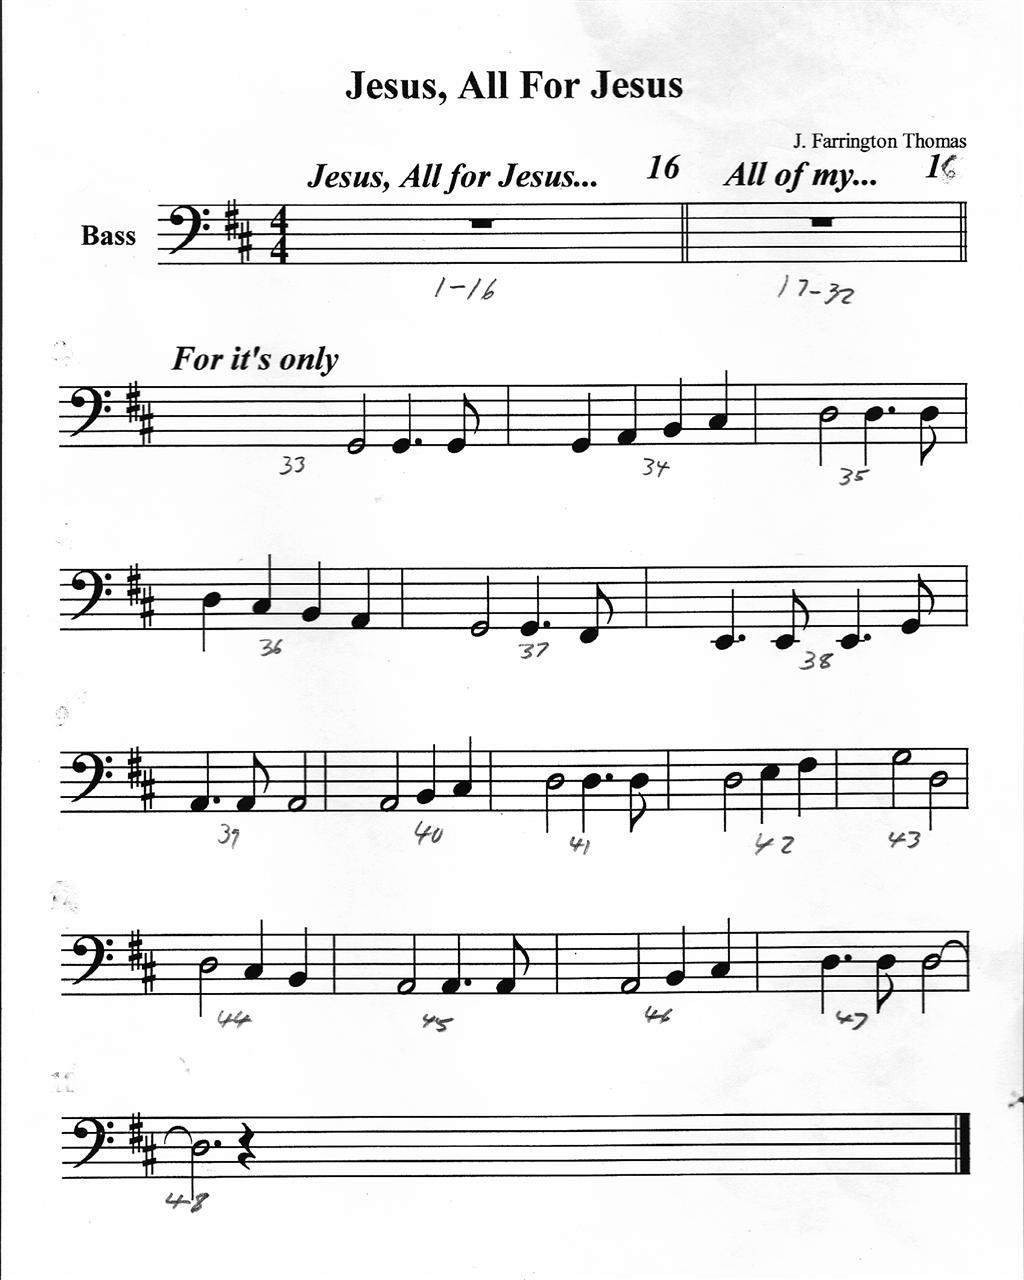 Jesus, All For Jesus
J. Farrington Thomas
Jesus, All for Jesus... 16 All of my... 16
Bass
4 4
1-16 17-32
For it's only
33 34 35
36 37 38
39 40 41 42 43
44 45 46 47
48